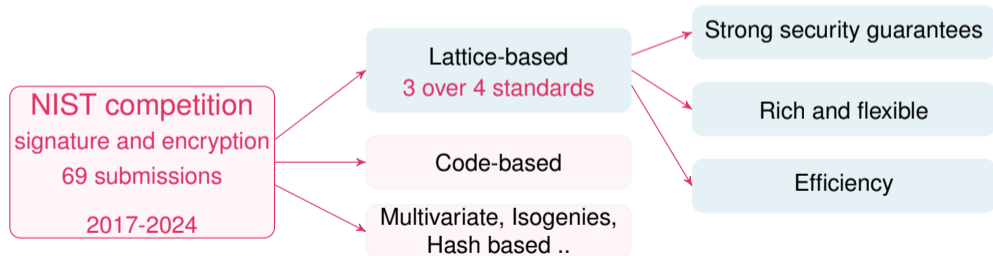 NIST competition
signature and encryption
69 submissions
2017-2024
Lattice-based
3 over 4 standards
Code-based
Multivariate, Isogenies,
Hash based ..
Strong security guarantees
Rich and flexible
Efficiency